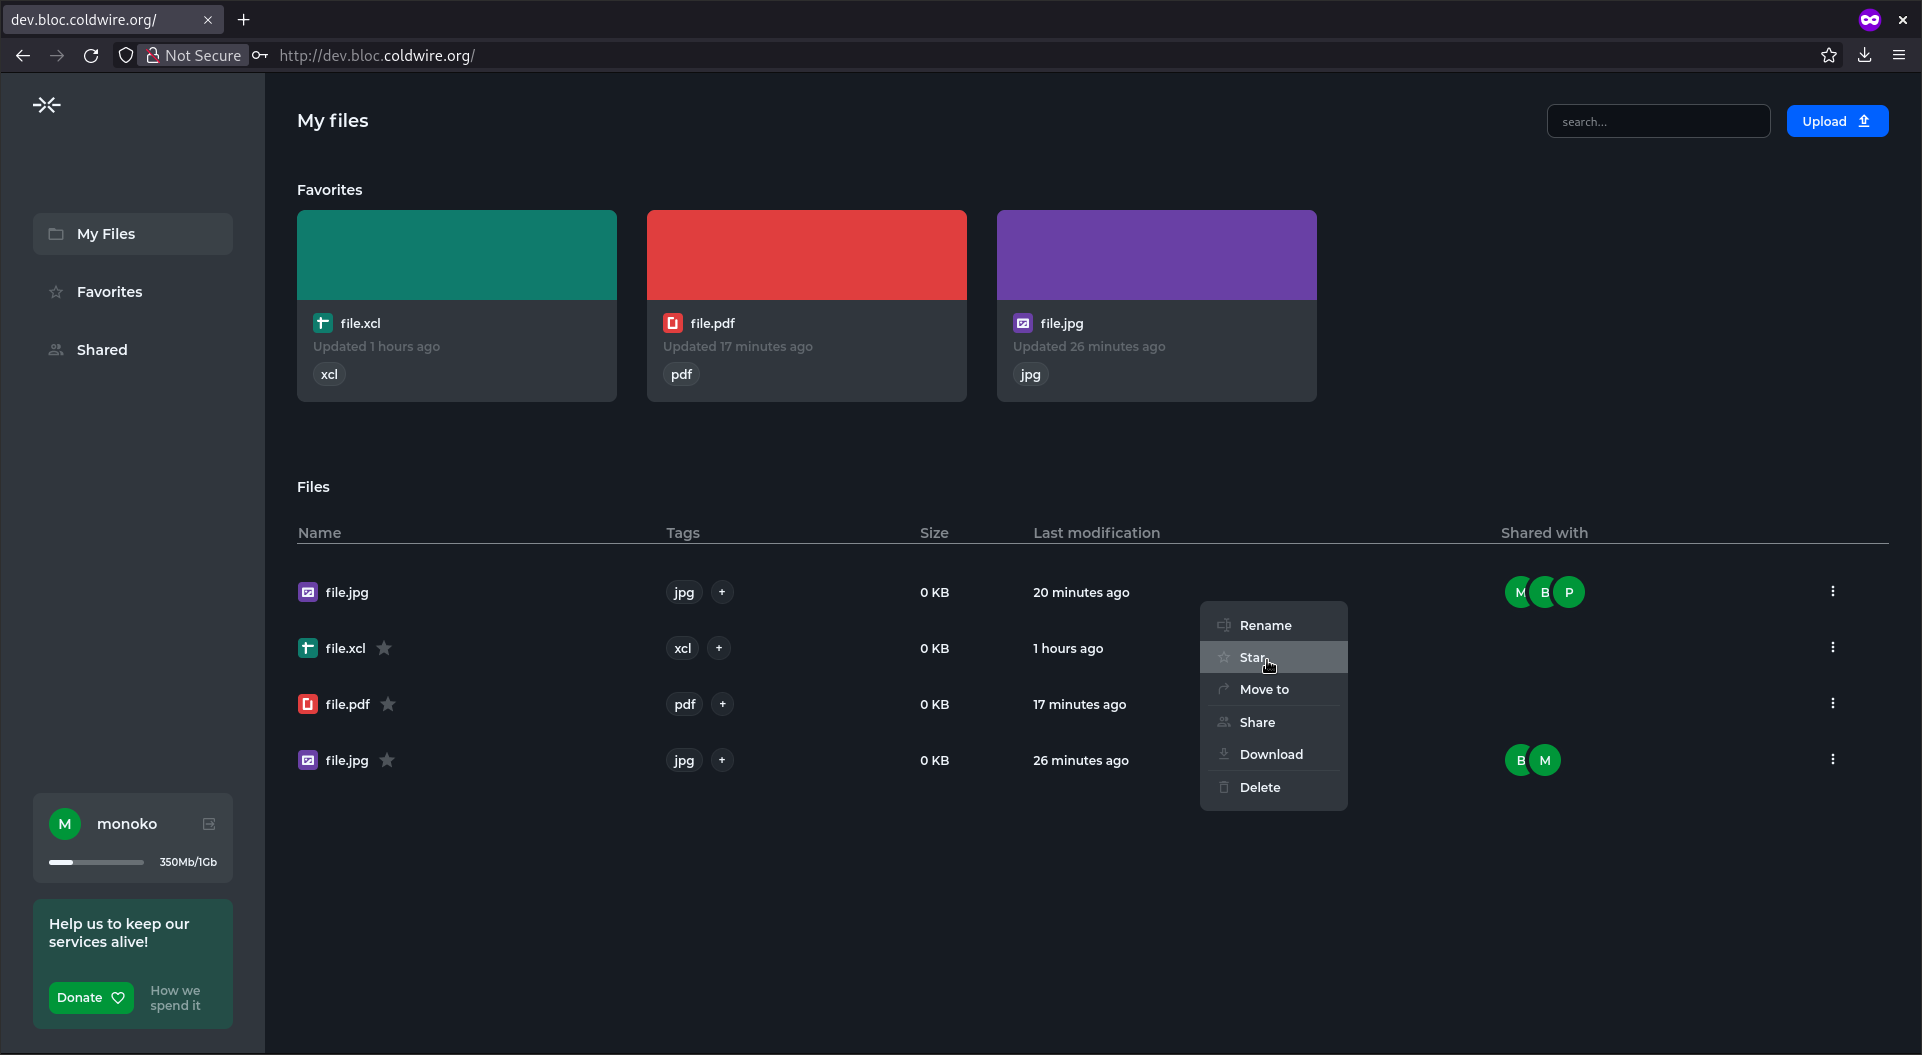 dev.bloc.coldwire.org/
Not Secure
http://dev.bloc.coldwire.org/
My files
search...
Upload
My Files
Favorites
Shared
Favorites
file.xcl
Updated 1 hours ago
xcl
file.pdf
Updated 17 minutes ago
pdf
file.jpg
Updated 26 minutes ago
jpg
Files
Name Tags Size Last modification Shared with
file.jpg jpg + 0 KB 20 minutes ago M B P
file.xcl xcl + 0 KB 1 hours ago
file.pdf pdf + 0 KB 17 minutes ago
file.jpg jpg + 0 KB 26 minutes ago B M
Rename
Star
Move to
Share
Download
Delete
M monoko
350Mb/1Gb
Help us to keep our
services alive!
Donate
How we
spend it